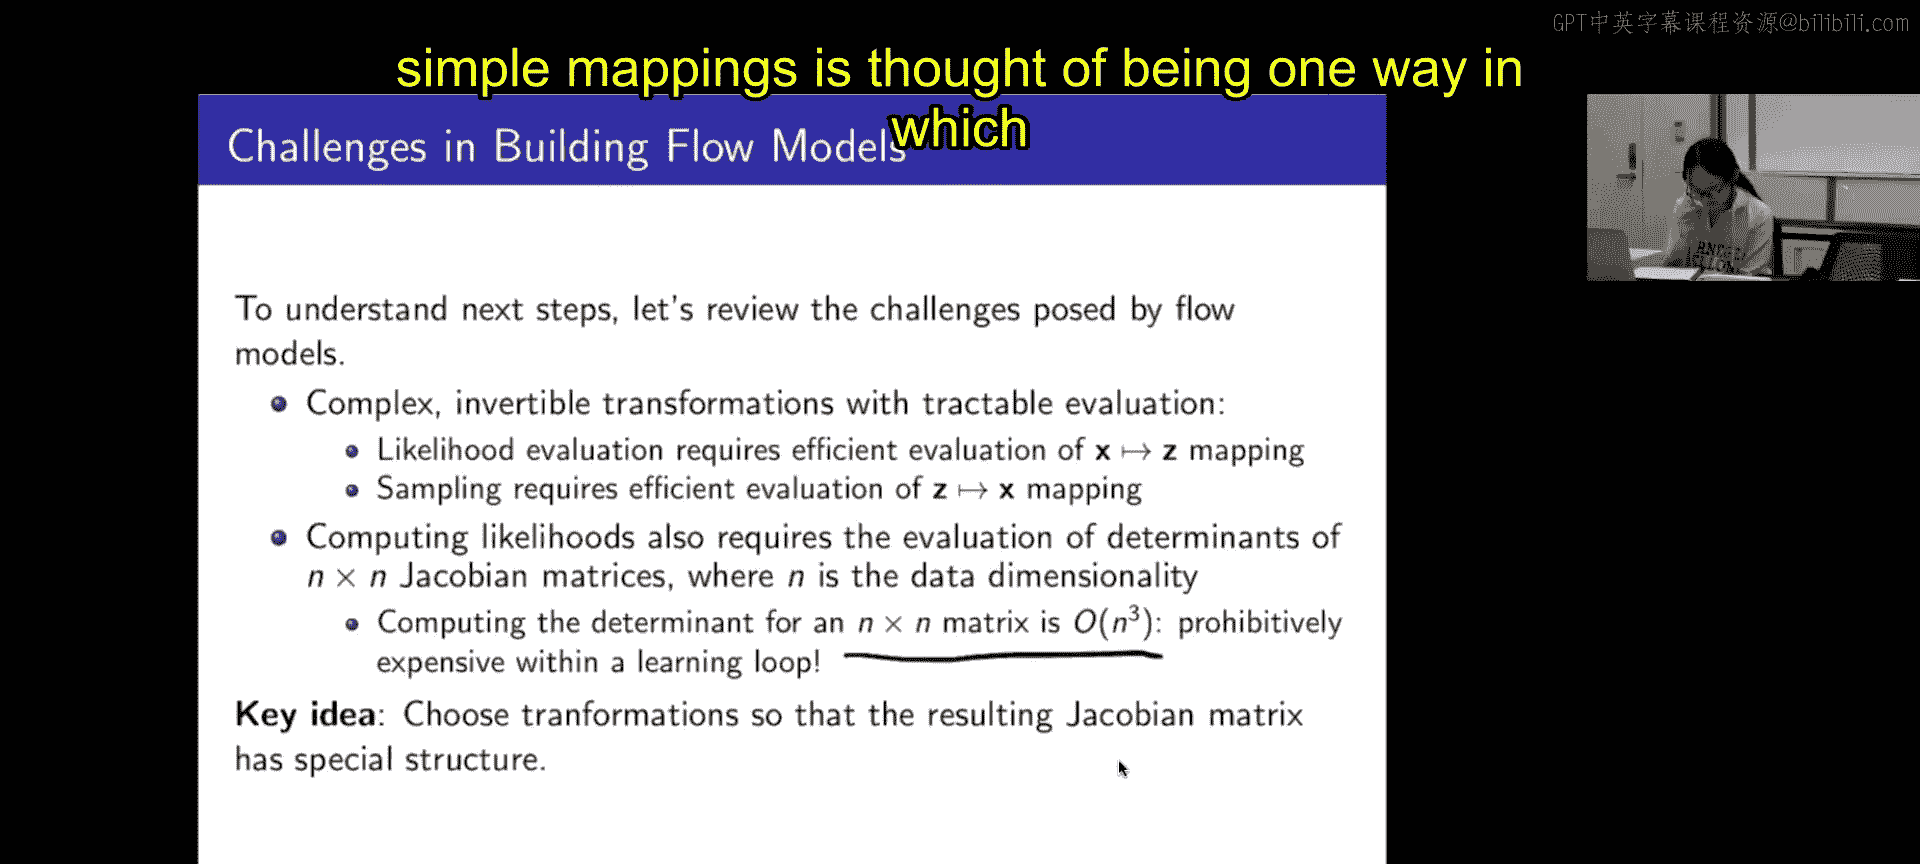 GPT中英字幕课程资源@bilibili.com
simple mappings is thought of being one way in
which
Challenges in Building Flow Models
To understand next steps, let's review the challenges posed by flow
models.
Complex, invertible transformations with tractable evaluation:
Likelihood evaluation requires efficient evaluation of x ↦ z mapping
Sampling requires efficient evaluation of z ↦ x mapping
Computing likelihoods also requires the evaluation of determinants of
n × n Jacobian matrices, where n is the data dimensionality
Computing the determinant for an n × n matrix is O(n³): prohibitively
expensive within a learning loop!
Key idea: Choose tranformations so that the resulting Jacobian matrix
has special structure.